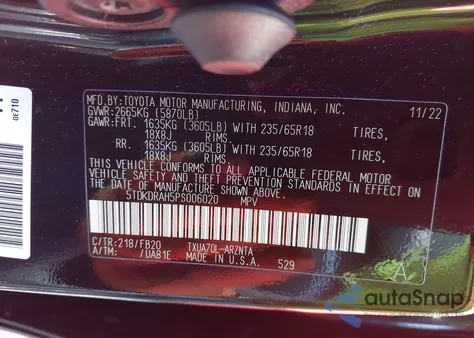 0E710
MFD.BY:TOYOTA MOTOR MANUFACTURING, INDIANA, INC. 11/22
GVWR:2665KG (5870LB)
GAWR:FRT. 1635KG (3605LB) WITH 235/65R18 TIRES,
18X8J RIMS.
RR. 1635KG (3605LB) WITH 235/65R18 TIRES,
18X8J RIMS.
THIS VEHICLE CONFORMS TO ALL APPLICABLE FEDERAL MOTOR
VEHICLE SAFETY AND THEFT PREVENTION STANDARDS IN EFFECT
ON THE DATE OF MANUFACTURE SHOWN ABOVE.
5TDKDRAH5PS006020 MPV
C/TR:218/FB20 TXUA70L-ARZNTA
A/TM: /UA81E MADE IN U.S.A. 529 A
autoSnap